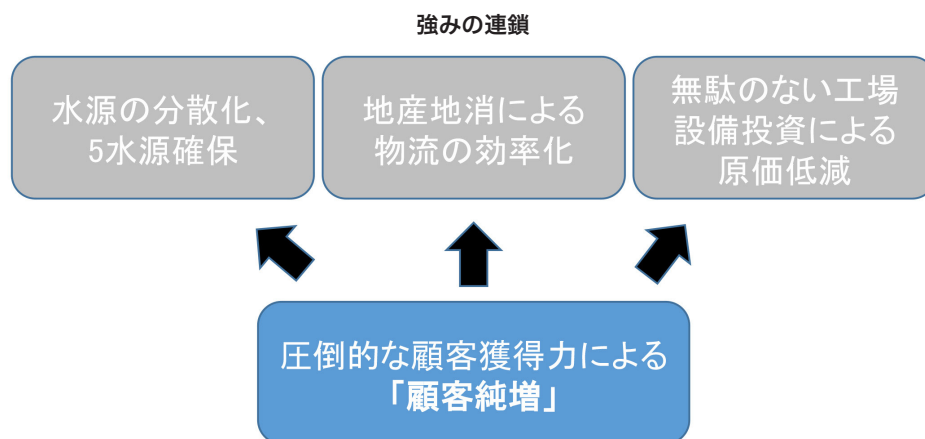 強みの連鎖
水源の分散化、
5水源確保
地産地消による
物流の効率化
無駄のない工場
設備投資による
原価低減
圧倒的な顧客獲得力による
「顧客純増」